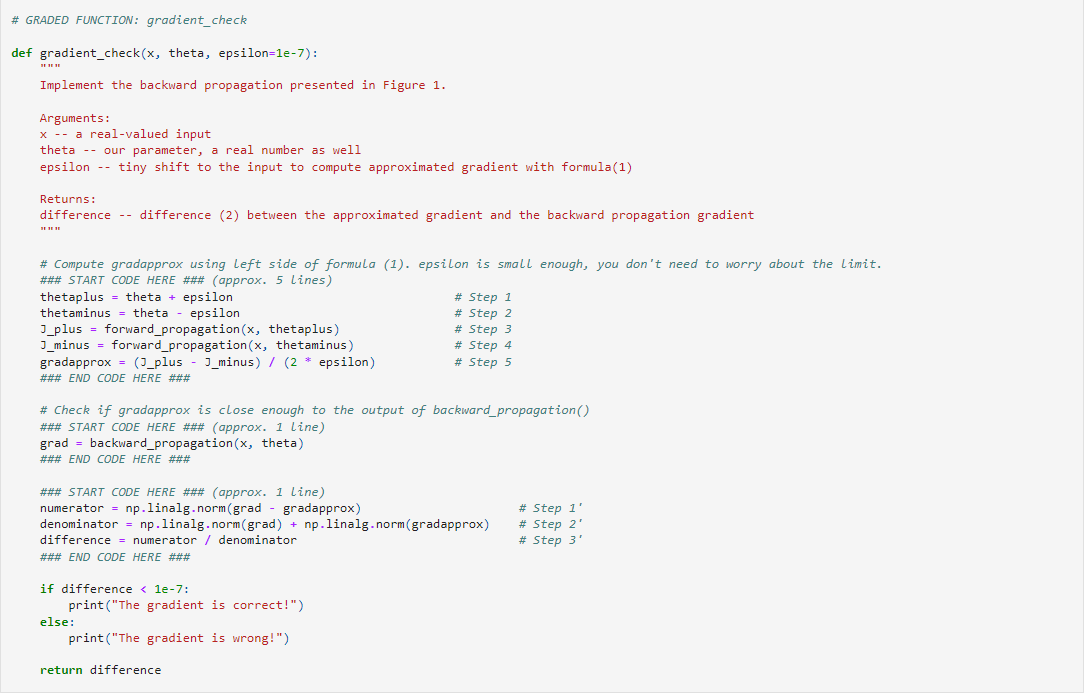 # GRADED FUNCTION: gradient_check
def gradient_check(x, theta, epsilon=1e-7):
"""
Implement the backward propagation presented in Figure 1.
Arguments:
x -- a real-valued input
theta -- our parameter, a real number as well
epsilon -- tiny shift to the input to compute approximated gradient with formula(1)
Returns:
difference -- difference (2) between the approximated gradient and the backward propagation gradient
"""
# Compute gradapprox using left side of formula (1). epsilon is small enough, you don't need to worry about the limit.
### START CODE HERE ### (approx. 5 lines)
thetaplus = theta + epsilon # Step 1
thetaminus = theta - epsilon # Step 2
J_plus = forward_propagation(x, thetaplus) # Step 3
J_minus = forward_propagation(x, thetaminus) # Step 4
gradapprox = (J_plus - J_minus) / (2 * epsilon) # Step 5
### END CODE HERE ###
# Check if gradapprox is close enough to the output of backward_propagation()
### START CODE HERE ### (approx. 1 line)
grad = backward_propagation(x, theta)
### END CODE HERE ###
### START CODE HERE ### (approx. 1 line)
numerator = np.linalg.norm(grad - gradapprox) # Step 1'
denominator = np.linalg.norm(grad) + np.linalg.norm(gradapprox) # Step 2'
difference = numerator / denominator # Step 3'
### END CODE HERE ###
if difference < 1e-7:
print("The gradient is correct!")
else:
print("The gradient is wrong!")
return difference